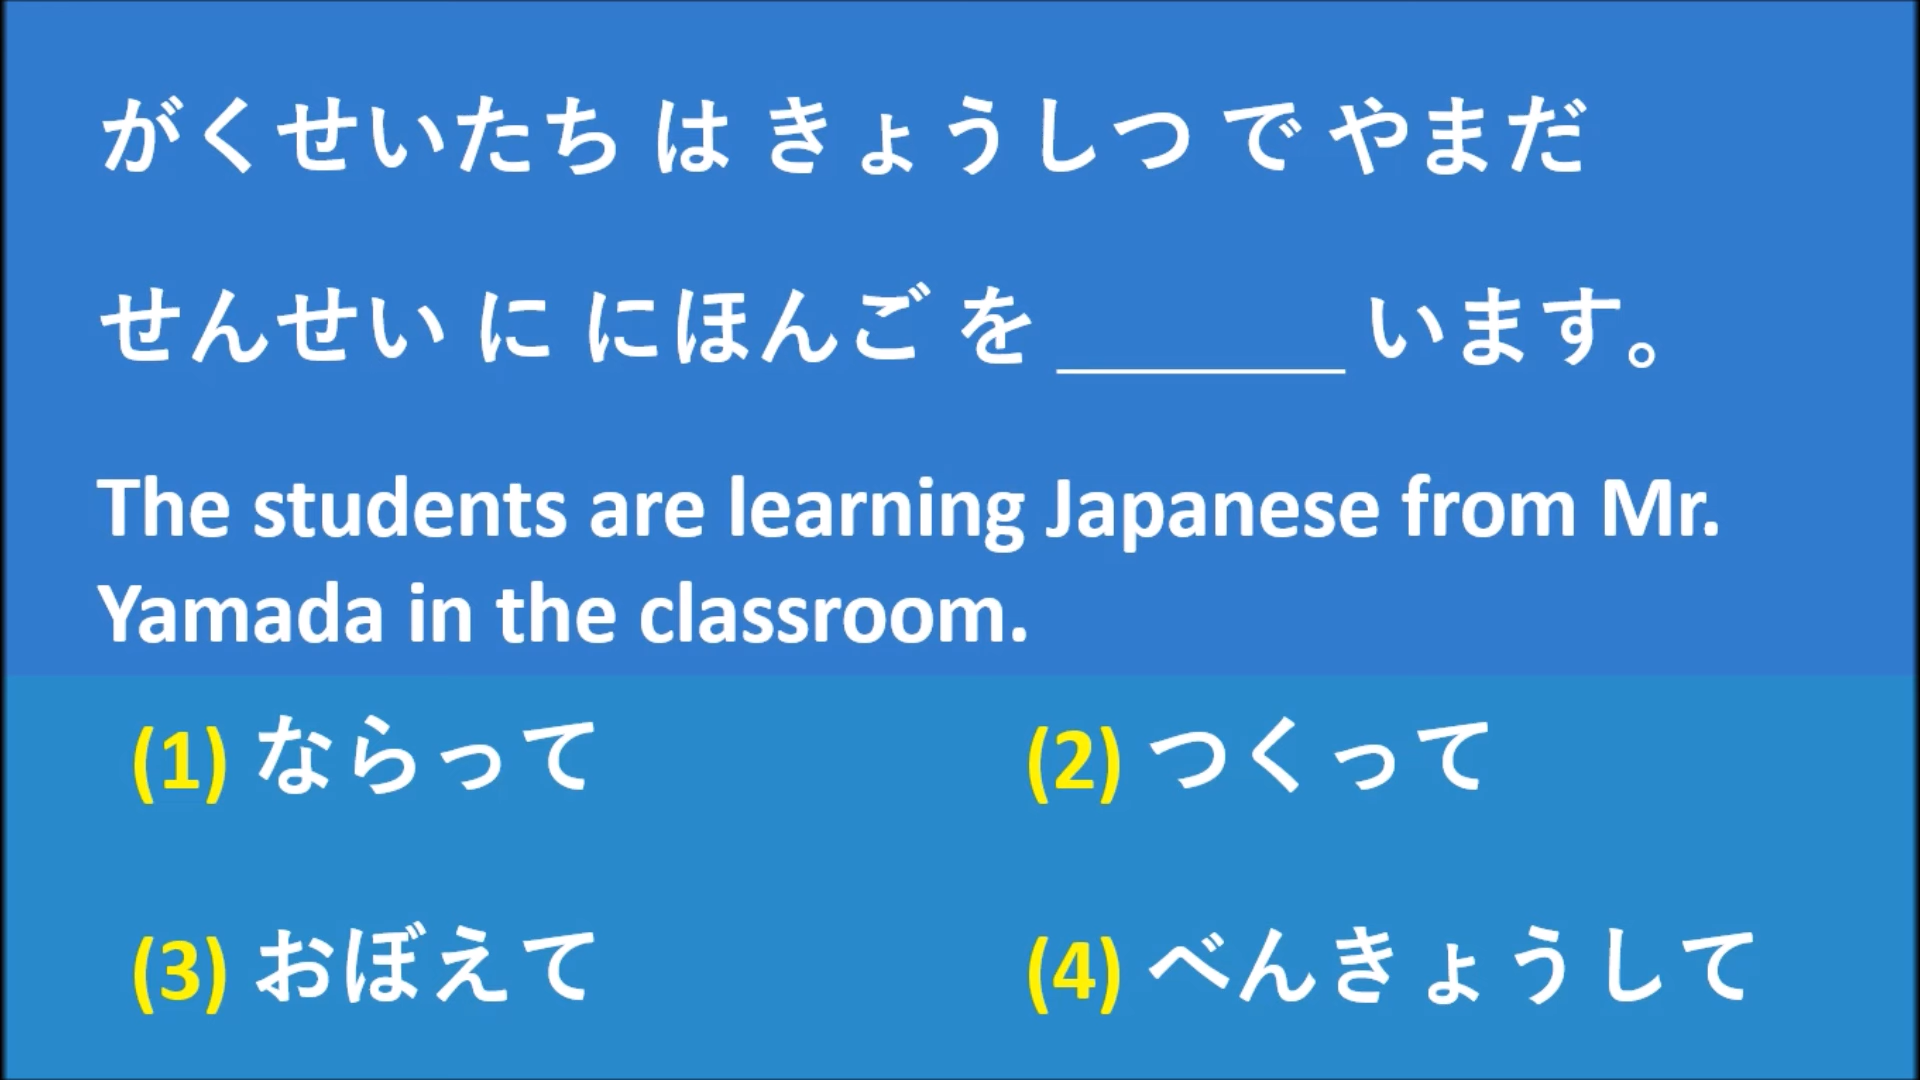 がくせいたち は きょうしつ で やまだ
せんせい に にほんご を ______ います。
The students are learning Japanese from Mr.
Yamada in the classroom.
(1) ならって (2) つくって
(3) おぼえて (4) べんきょうして